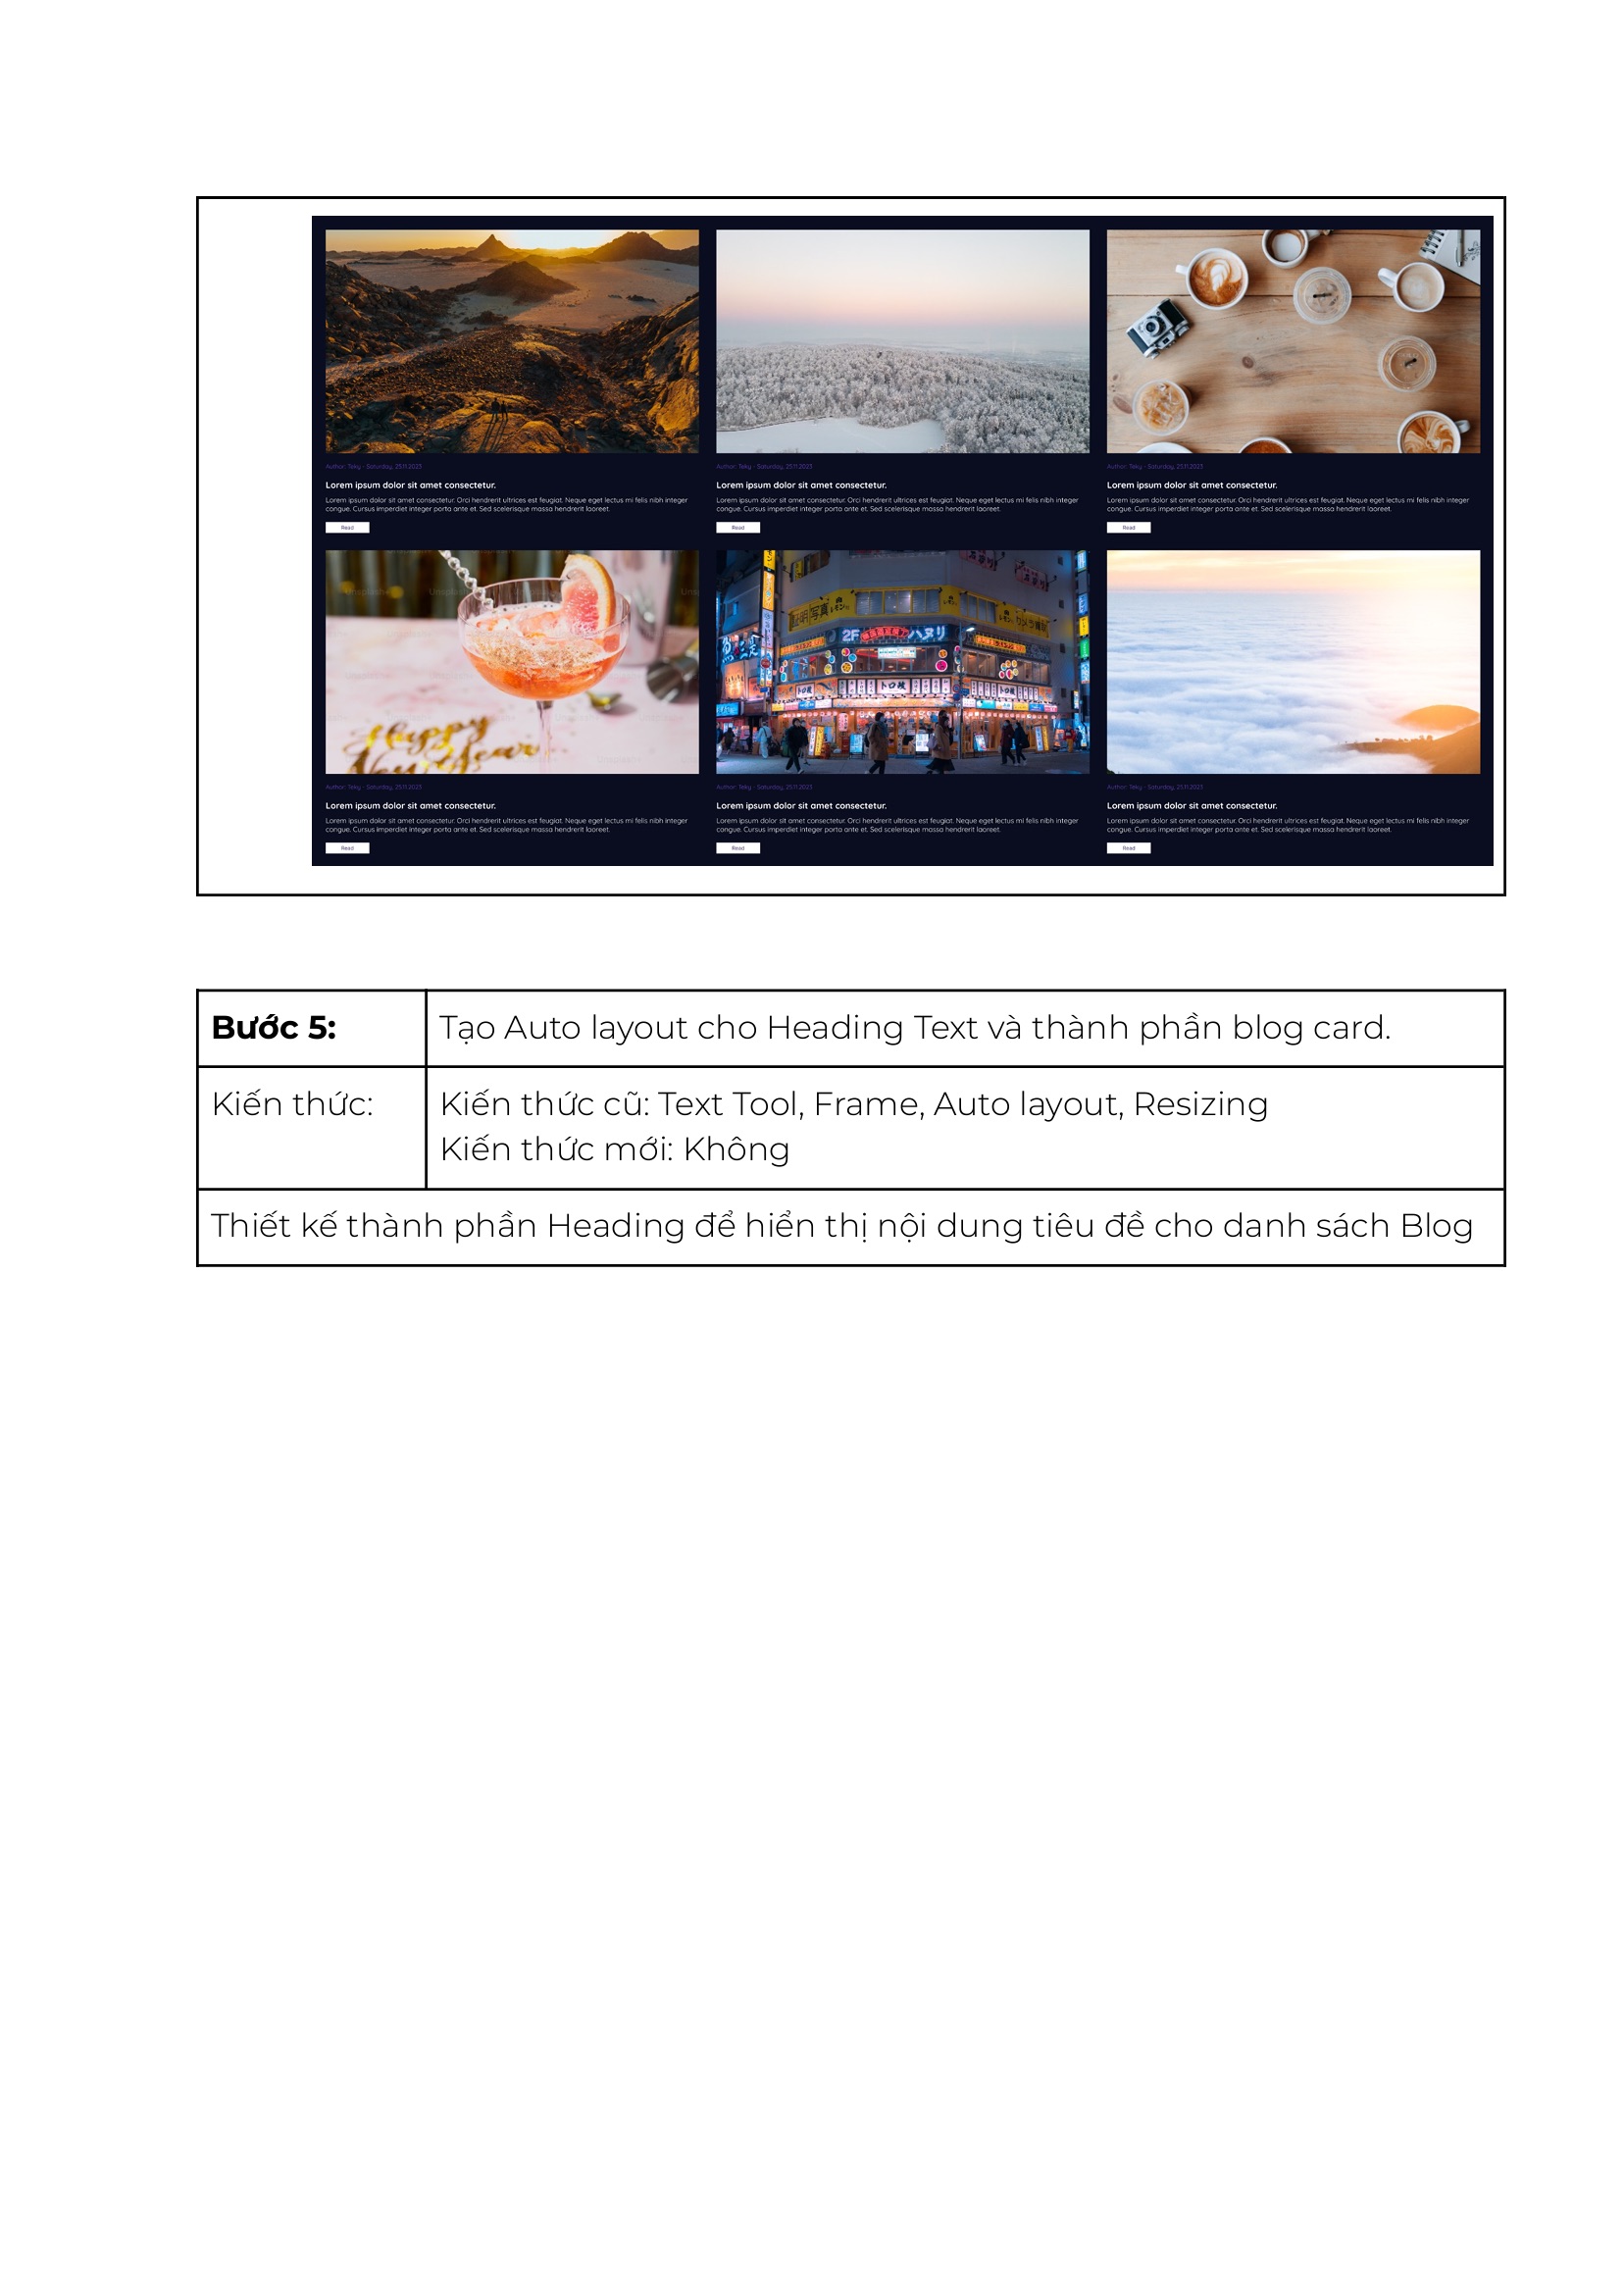 Author: Teky - Saturday, 25.11.2023
Lorem ipsum dolor sit amet consectetur.
Lorem ipsum dolor sit amet consectetur. Orci hendrerit ultrices est feugiat. Neque eget lectus mi felis nibh integer
congue. Cursus imperdiet integer porta ante et. Sed scelerisque massa hendrerit laoreet.
Read
Author: Teky - Saturday, 25.11.2023
Lorem ipsum dolor sit amet consectetur.
Lorem ipsum dolor sit amet consectetur. Orci hendrerit ultrices est feugiat. Neque eget lectus mi felis nibh integer
congue. Cursus imperdiet integer porta ante et. Sed scelerisque massa hendrerit laoreet.
Read
Author: Teky - Saturday, 25.11.2023
Lorem ipsum dolor sit amet consectetur.
Lorem ipsum dolor sit amet consectetur. Orci hendrerit ultrices est feugiat. Neque eget lectus mi felis nibh integer
congue. Cursus imperdiet integer porta ante et. Sed scelerisque massa hendrerit laoreet.
Read
Unsplash+
Happy
New Year
Author: Teky - Saturday, 25.11.2023
Lorem ipsum dolor sit amet consectetur.
Lorem ipsum dolor sit amet consectetur. Orci hendrerit ultrices est feugiat. Neque eget lectus mi felis nibh integer
congue. Cursus imperdiet integer porta ante et. Sed scelerisque massa hendrerit laoreet.
Read
証明写真
2F
ハヌリ
Author: Teky - Saturday, 25.11.2023
Lorem ipsum dolor sit amet consectetur.
Lorem ipsum dolor sit amet consectetur. Orci hendrerit ultrices est feugiat. Neque eget lectus mi felis nibh integer
congue. Cursus imperdiet integer porta ante et. Sed scelerisque massa hendrerit laoreet.
Read
Author: Teky - Saturday, 25.11.2023
Lorem ipsum dolor sit amet consectetur.
Lorem ipsum dolor sit amet consectetur. Orci hendrerit ultrices est feugiat. Neque eget lectus mi felis nibh integer
congue. Cursus imperdiet integer porta ante et. Sed scelerisque massa hendrerit laoreet.
Read
Bước 5:
Tạo Auto layout cho Heading Text và thành phần blog card.
Kiến thức:
Kiến thức cũ: Text Tool, Frame, Auto layout, Resizing
Kiến thức mới: Không
Thiết kế thành phần Heading để hiển thị nội dung tiêu đề cho danh sách Blog